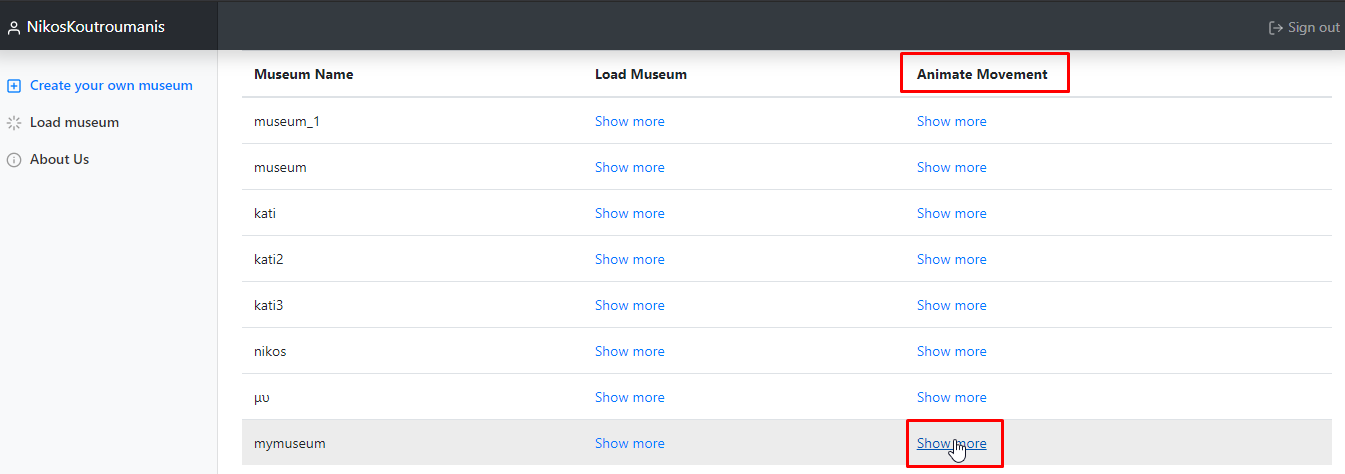 NikosKoutroumanis
Sign out
Create your own museum
Load museum
About Us
Museum Name Load Museum Animate Movement
museum_1 Show more Show more
museum Show more Show more
kati Show more Show more
kati2 Show more Show more
kati3 Show more Show more
nikos Show more Show more
μυ Show more Show more
mymuseum Show more Show more